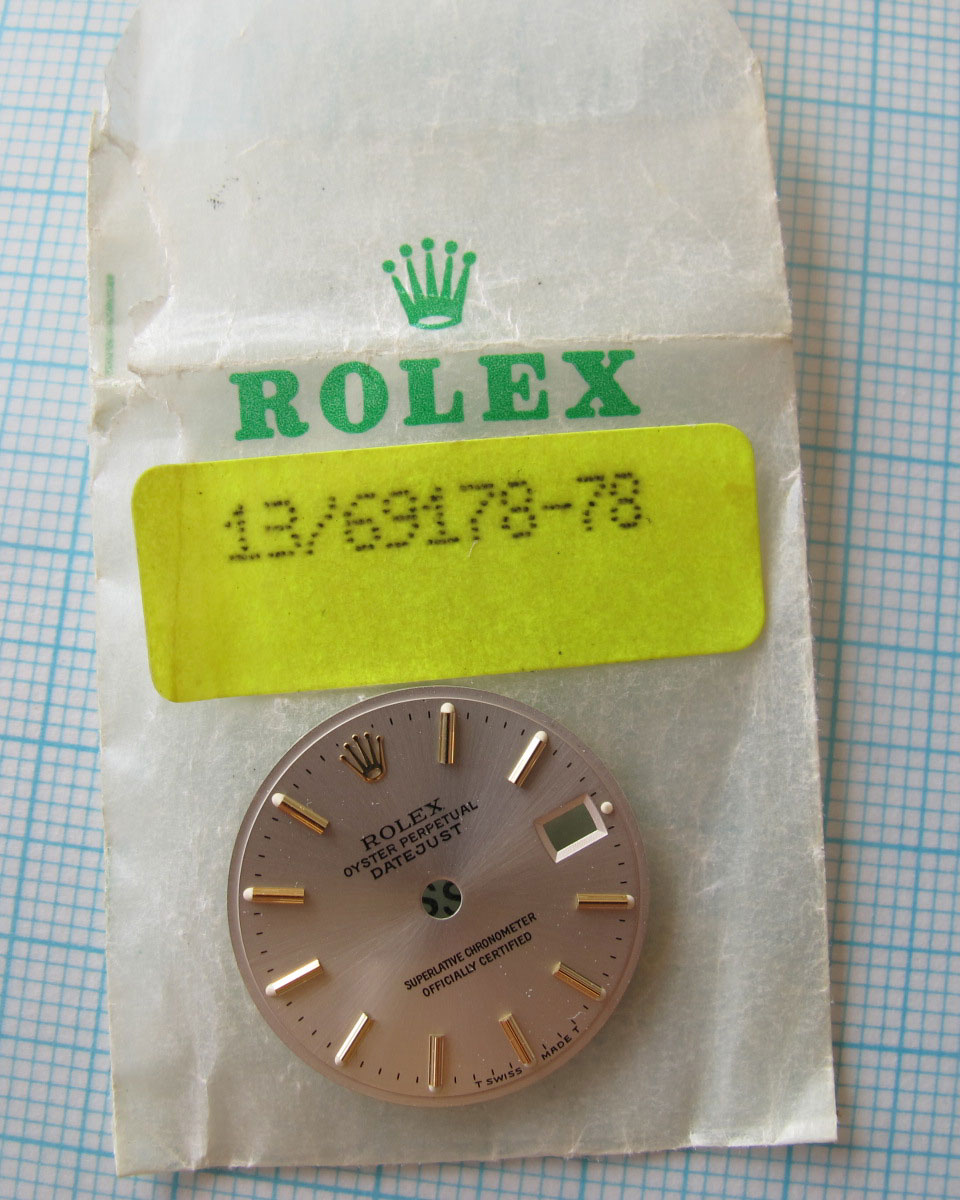 ROLEX
13/69178-78
ROLEX
OYSTER PERPETUAL
DATEJUST
SUPERLATIVE CHRONOMETER
OFFICIALLY CERTIFIED
T SWISS MADE T